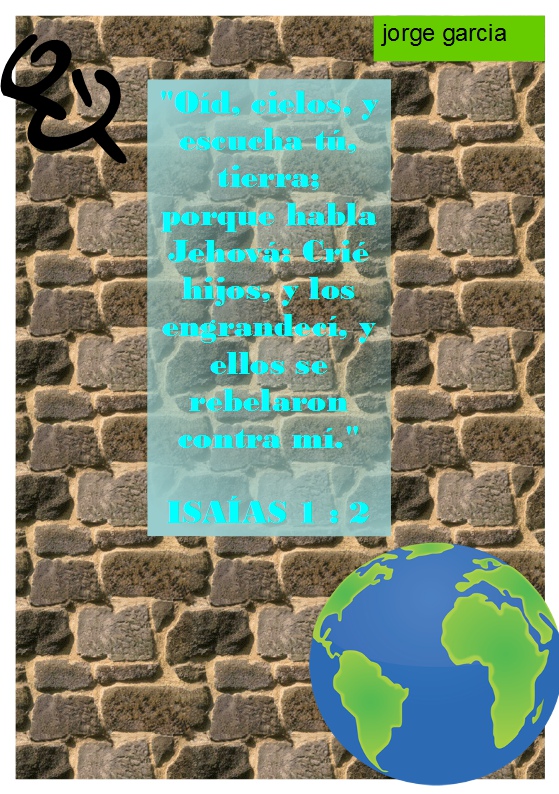 jorge garcia
"Oíd, cielos, y
escucha tú,
tierra;
porque habla
Jehová: Crié
hijos, y los
engrandecí, y
ellos se
rebelaron
contra mí."
ISAÍAS 1 : 2